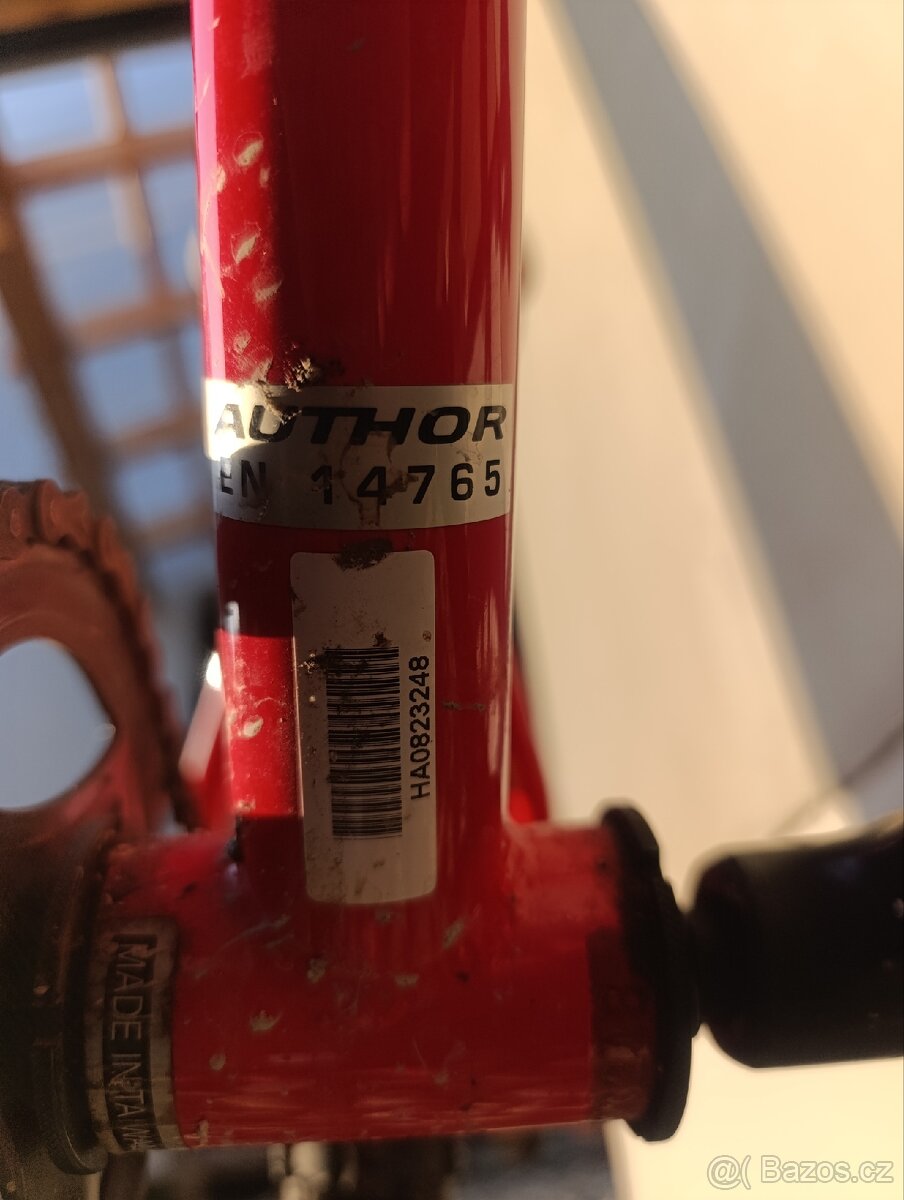 AUTHOR
EN 14765
HA0823248
MADE IN TAIWAN
@( Bazos.cz